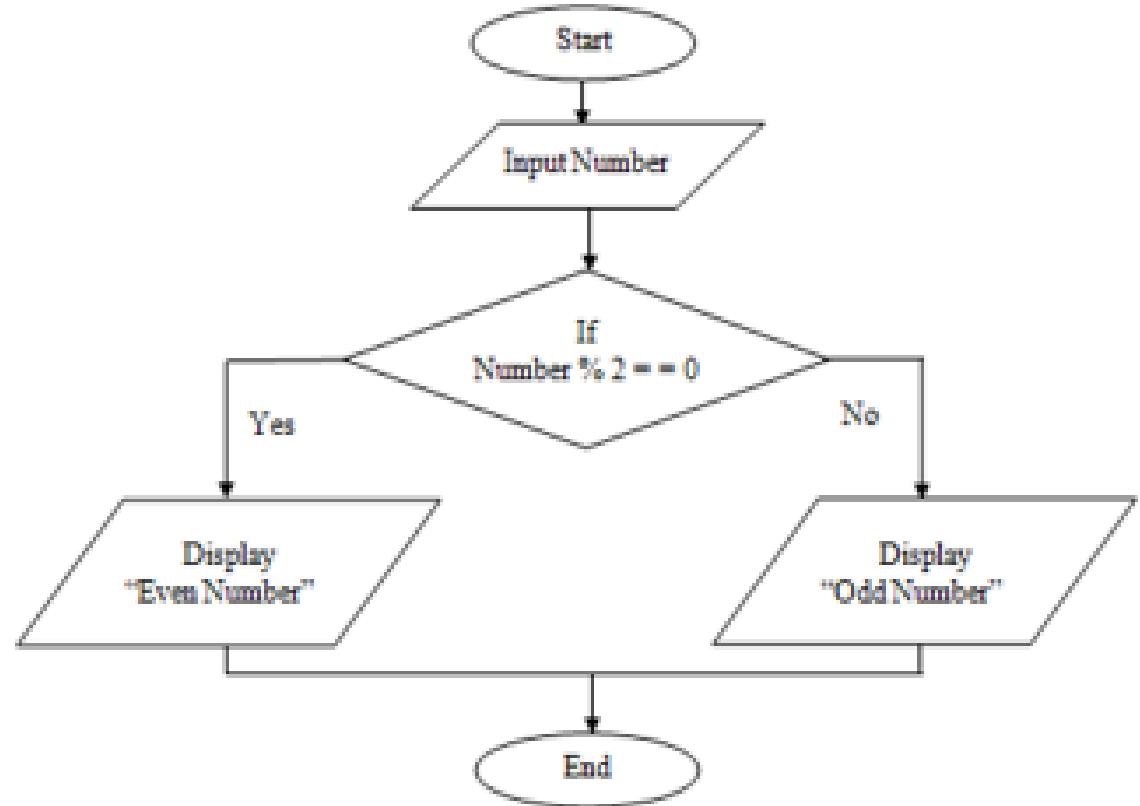 Start
Input Number
If
Number % 2 = = 0
Yes
No
Display
“Even Number”
Display
“Odd Number”
End